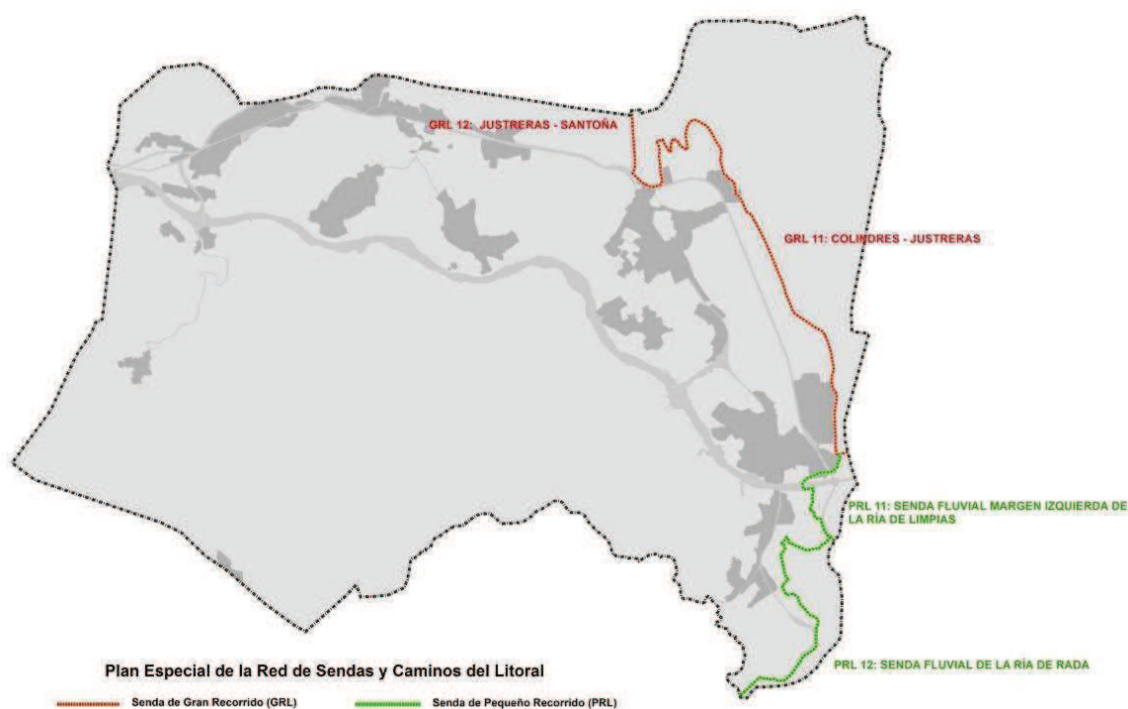 GRL 12: JUSTRERAS - SANTOÑA
GRL 11: COLINDRES - JUSTRERAS
PRL 11: SENDA FLUVIAL MARGEN IZQUIERDA DE
LA RÍA DE LIMPIAS
PRL 12: SENDA FLUVIAL DE LA RÍA DE RADA
Plan Especial de la Red de Sendas y Caminos del Litoral
Senda de Gran Recorrido (GRL)
Senda de Pequeño Recorrido (PRL)